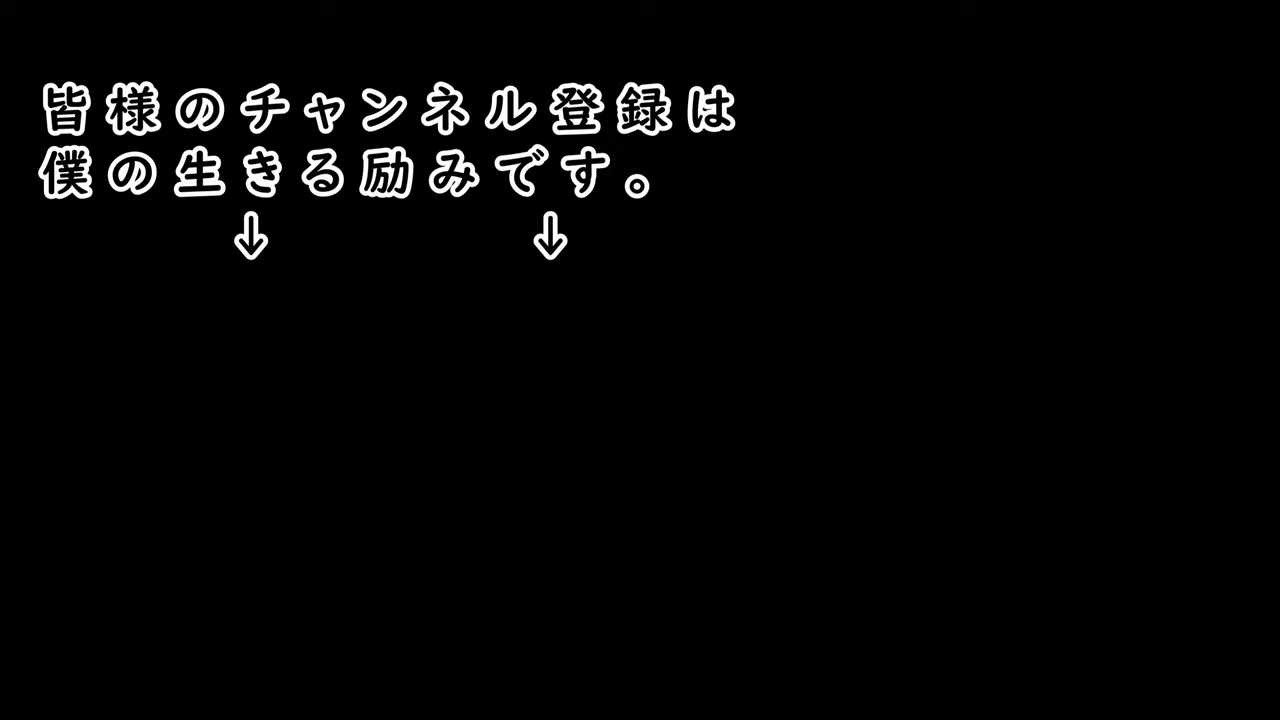 皆様のチャンネル登録は
僕の生きる励みです。
↓ ↓